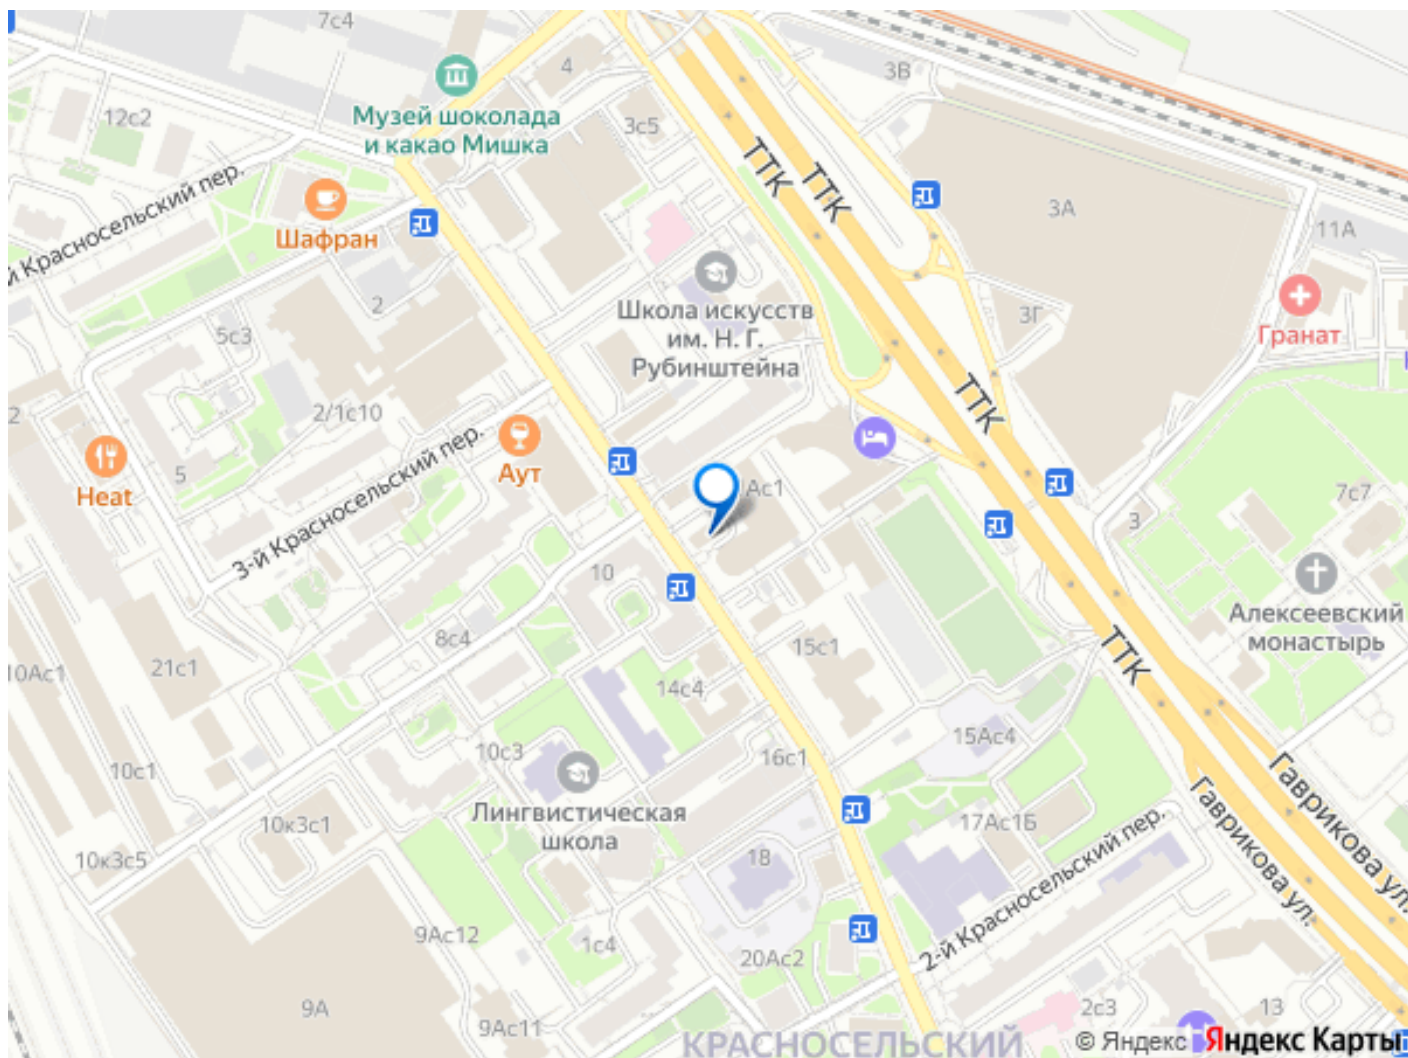 7с4
4
3В
12с2
Музей шоколада
и какао Мишка
3с5
ТТК
ТТК
й Красносельский пер.
3А
11А
Шафран
2
Школа искусств
им. Н. Г.
Рубинштейна
3Г
Гранат
5с3
2/1с10
ТТК
2
3-й Красносельский пер.
Аут
5
Heat
Ас1
7с7
3
10
Алексеевский
монастырь
8с4
15с1
ТТК
10Ас1
21с1
14с4
15Ас4
10с3
16с1
10с1
Гаврикова ул.
Гаврикова ул.
Лингвистическая
школа
10к3с1
17Ас1Б
10к3с5
18
2-й Красносельский пер.
9Ас12
1с4
20Ас2
9А
9Ас11
2с3
13
КРАСНОСЕЛЬСКИЙ
© Яндекс Яндекс Карты